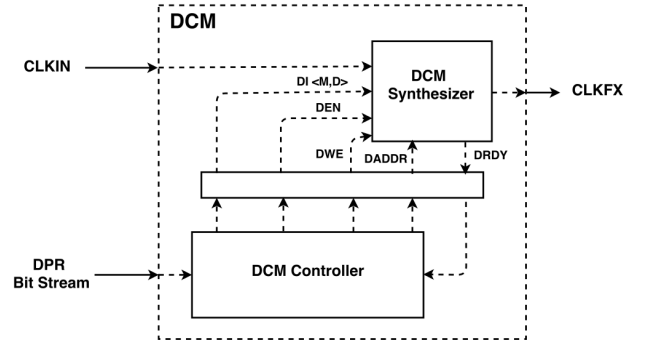 DCM
CLKIN
DI <M,D>
DCM
Synthesizer
CLKFX
DEN
DWE
DADDR
DRDY
DPR
Bit Stream
DCM Controller